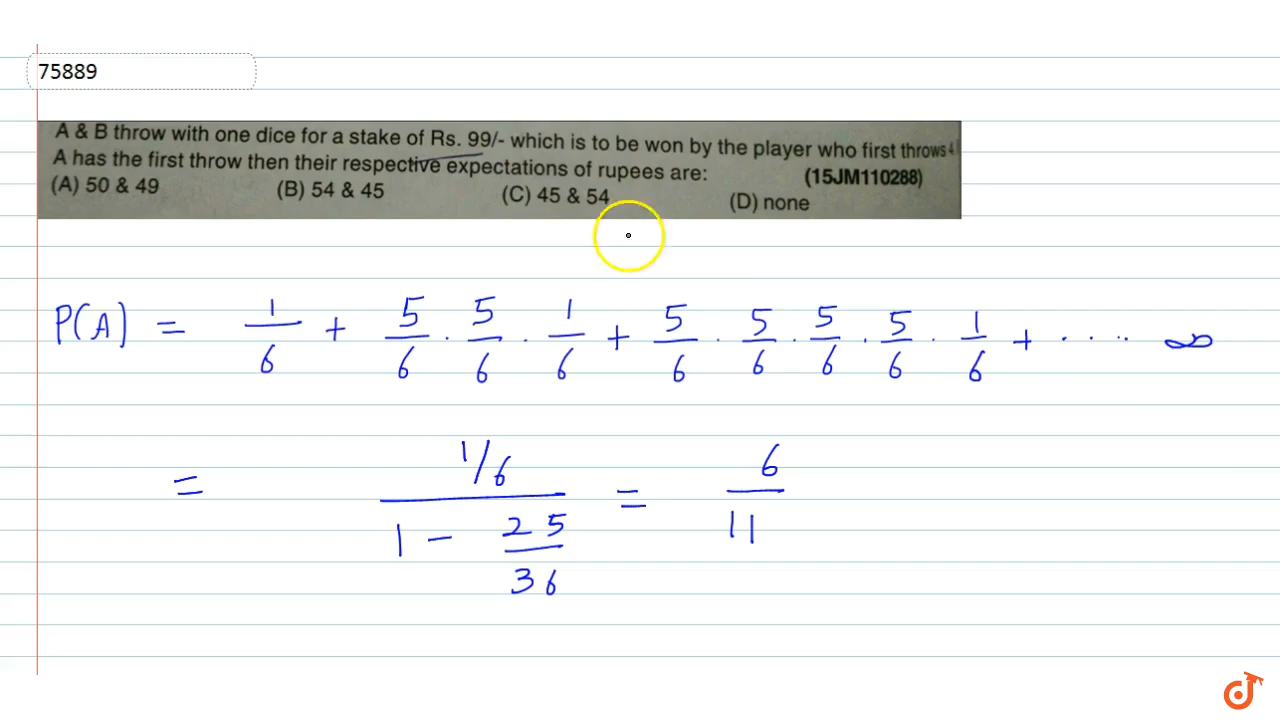 75889
A & B throw with one dice for a stake of Rs. 99/- which is to be won by the player who first throws 4
A has the first throw then their respective expectations of rupees are: (15JM110288)
(A) 50 & 49 (B) 54 & 45 (C) 45 & 54 (D) none
P(A) = 1/6 + 5/6 . 5/6 . 1/6 + 5/6 . 5/6 . 5/6 . 5/6 . 1/6 + ..... ∞
= (1/6)/(1 - 25/36) = 6/11